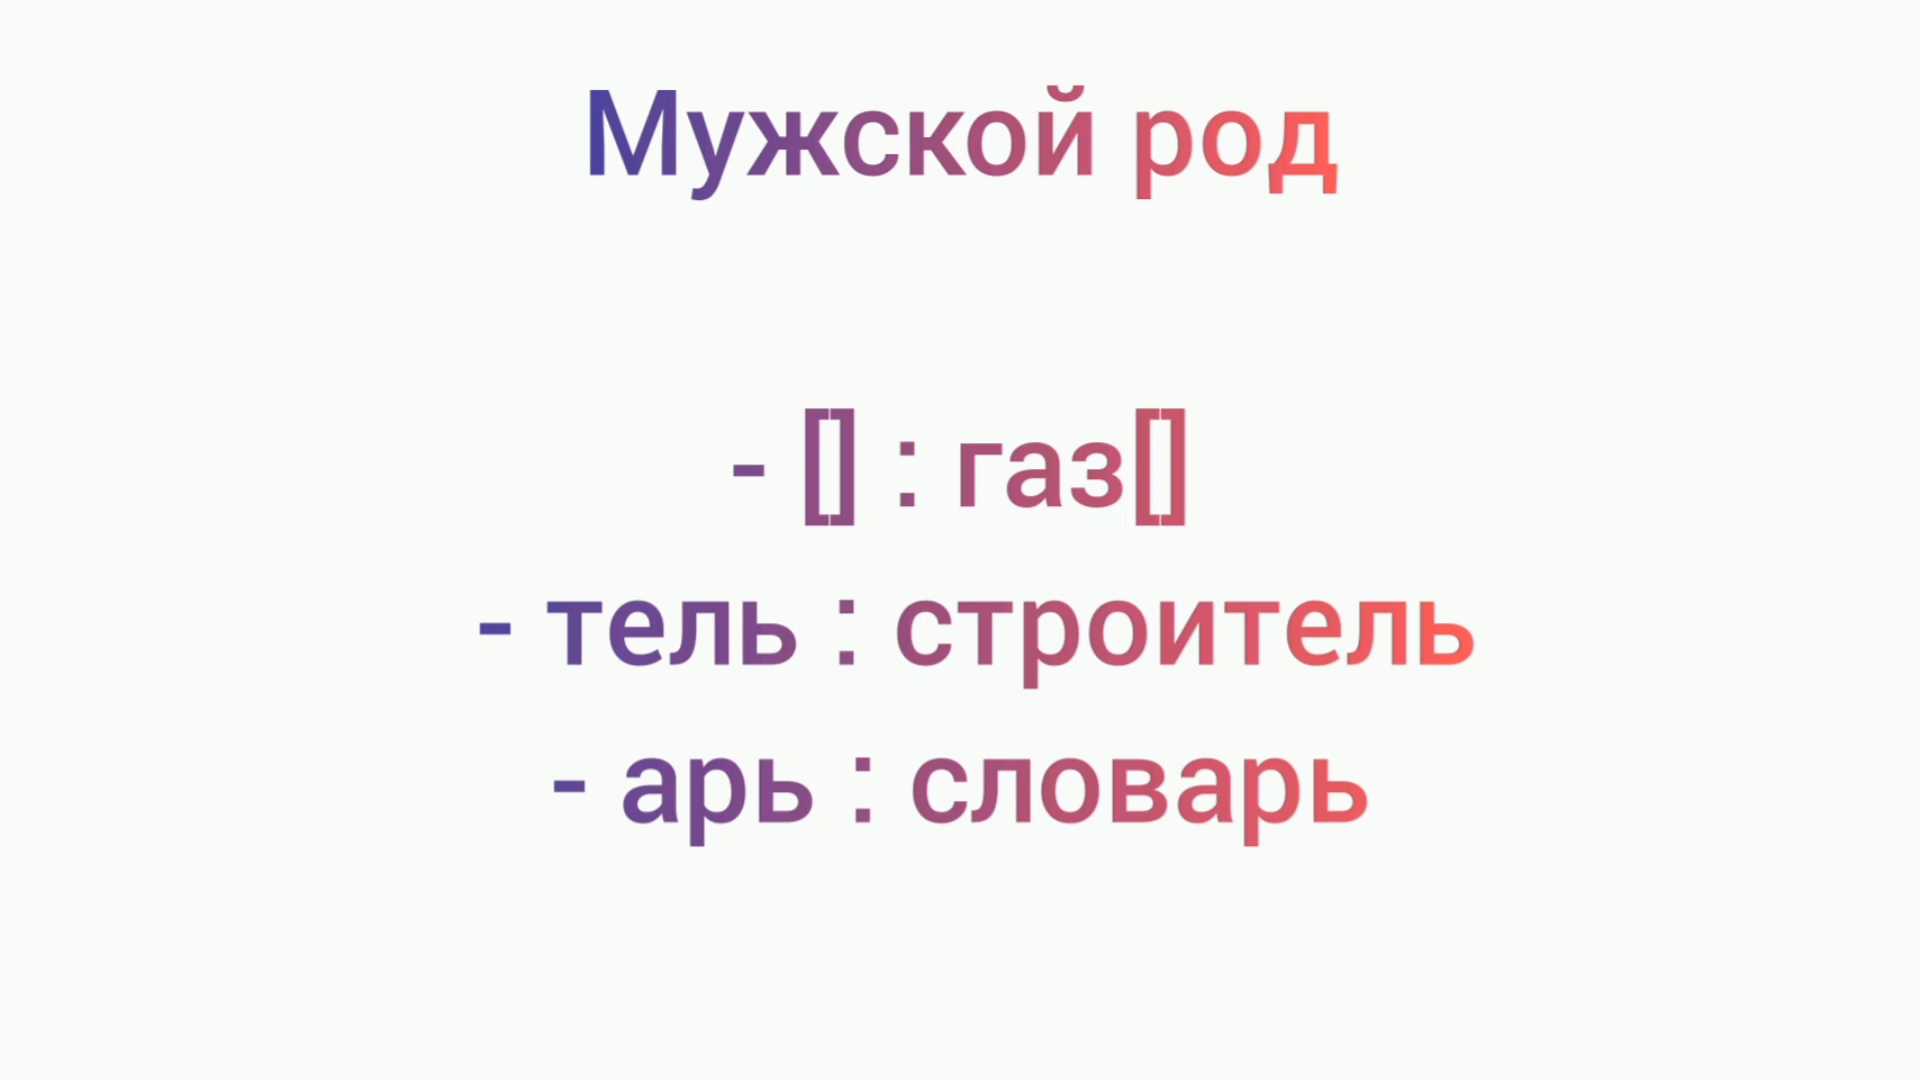 Мужской род
- [] : газ[]
- тель : строитель
- арь : словарь